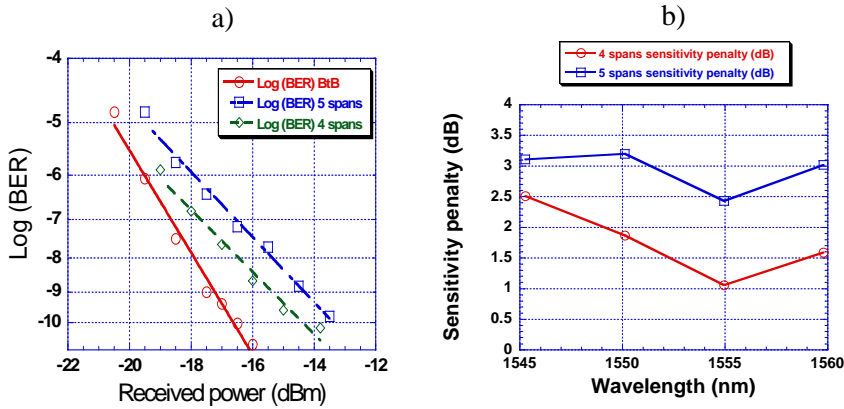 a)
Log (BER)
-4
-5
-6
-7
-8
-9
-10
Log (BER) BtB
Log (BER) 5 spans
Log (BER) 4 spans
-22 -20 -18 -16 -14 -12
Received power (dBm)
b)
4 spans sensitivity penalty (dB)
5 spans sensitivity penalty (dB)
Sensitivity penalty (dB)
4
3.5
3
2.5
2
1.5
1
0.5
0
1545 1550 1555 1560
Wavelength (nm)